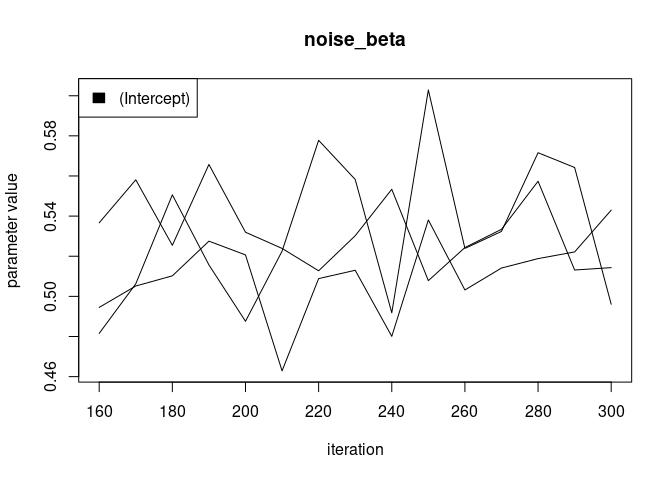 noise_beta
(Intercept)
parameter value
0.58
0.54
0.50
0.46
160 180 200 220 240 260 280 300
iteration